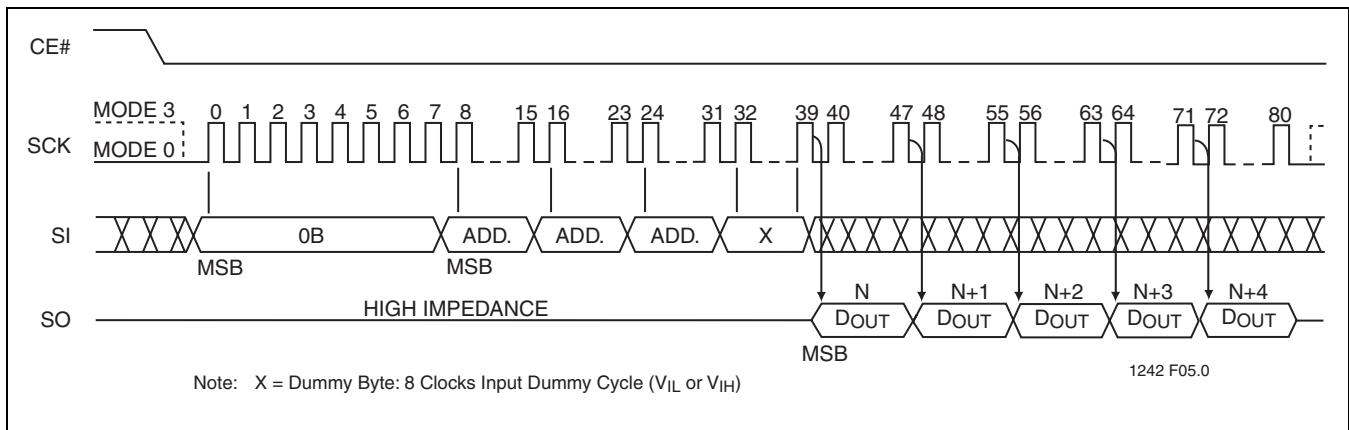 CE#
MODE 3 0 1 2 3 4 5 6 7 8 15 16 23 24 31 32 39 40 47 48 55 56 63 64 71 72 80
SCK
MODE 0
SI 0B ADD. ADD. ADD. X
MSB MSB
N N+1 N+2 N+3 N+4
HIGH IMPEDANCE
SO DOUT DOUT DOUT DOUT DOUT
MSB
1242 F05.0
Note: X = Dummy Byte: 8 Clocks Input Dummy Cycle (VIL or VIH)